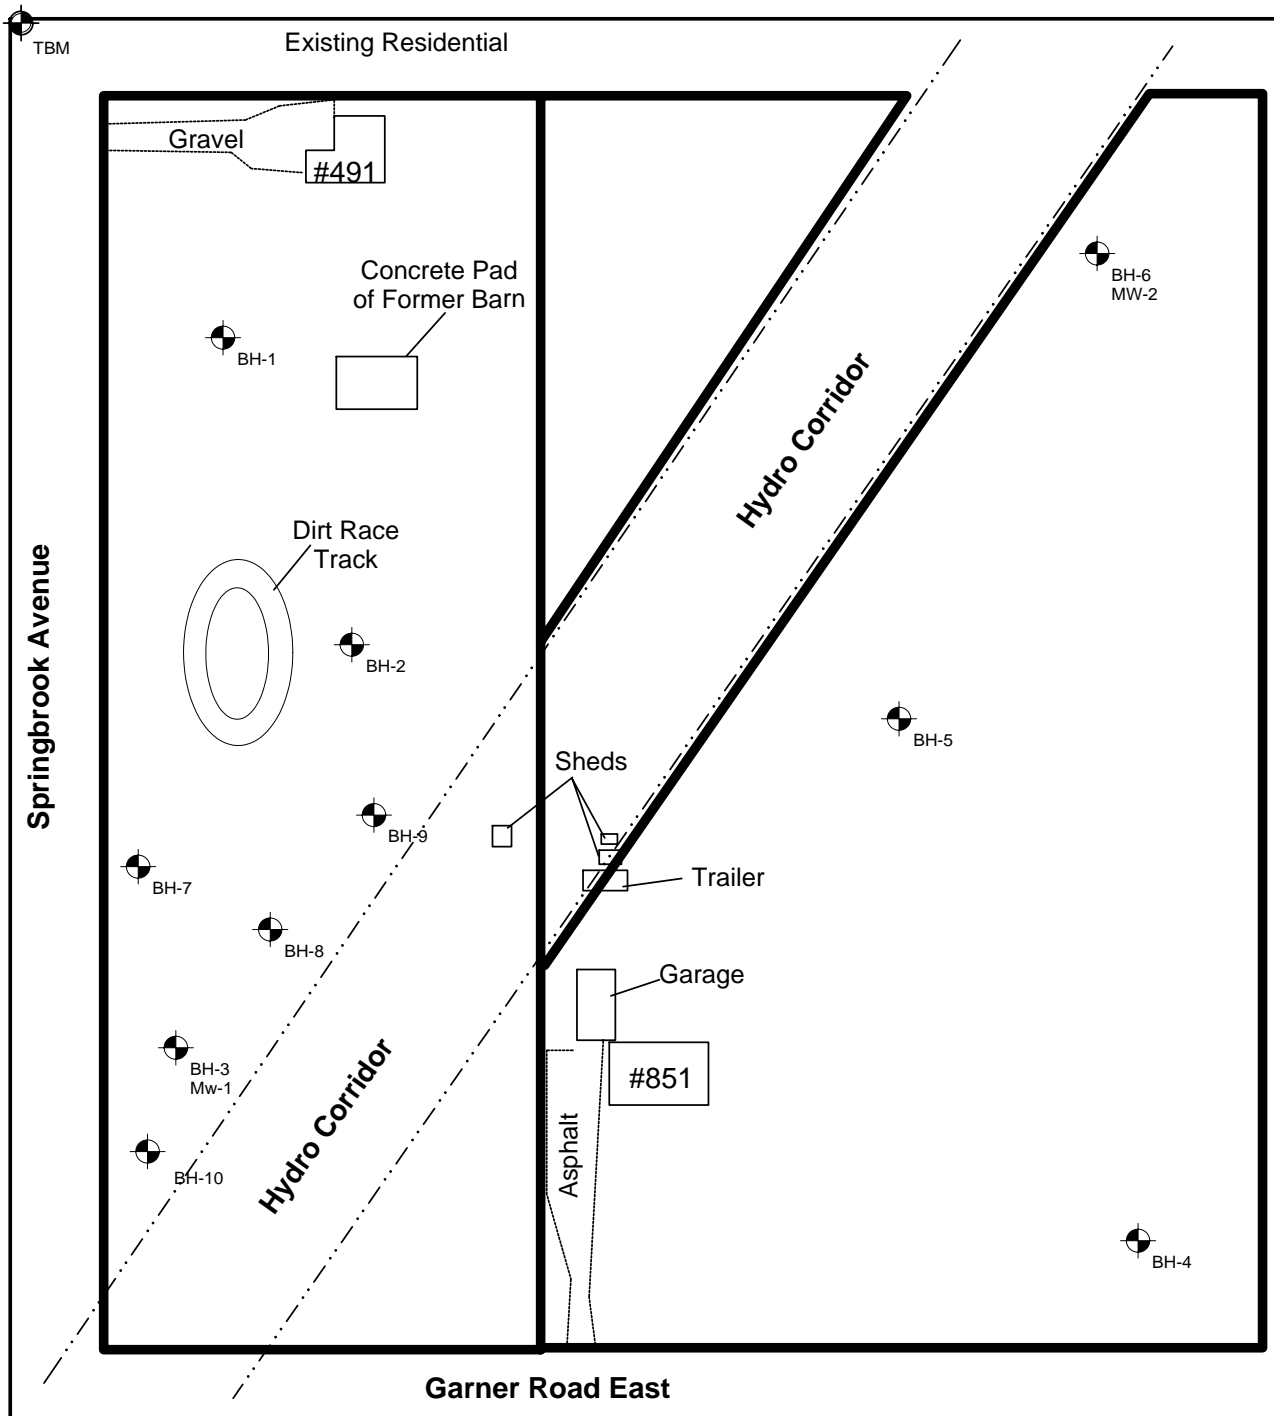 TBM
Existing Residential
Gravel
#491
Concrete Pad
of Former Barn
BH-6
MW-2
BH-1
Hydro Corridor
Dirt Race
Track
Springbrook Avenue
BH-2
BH-5
Sheds
BH-9
BH-7
Trailer
BH-8
Garage
BH-3
Mw-1
#851
Hydro Corridor
Asphalt
BH-10
BH-4
Garner Road East